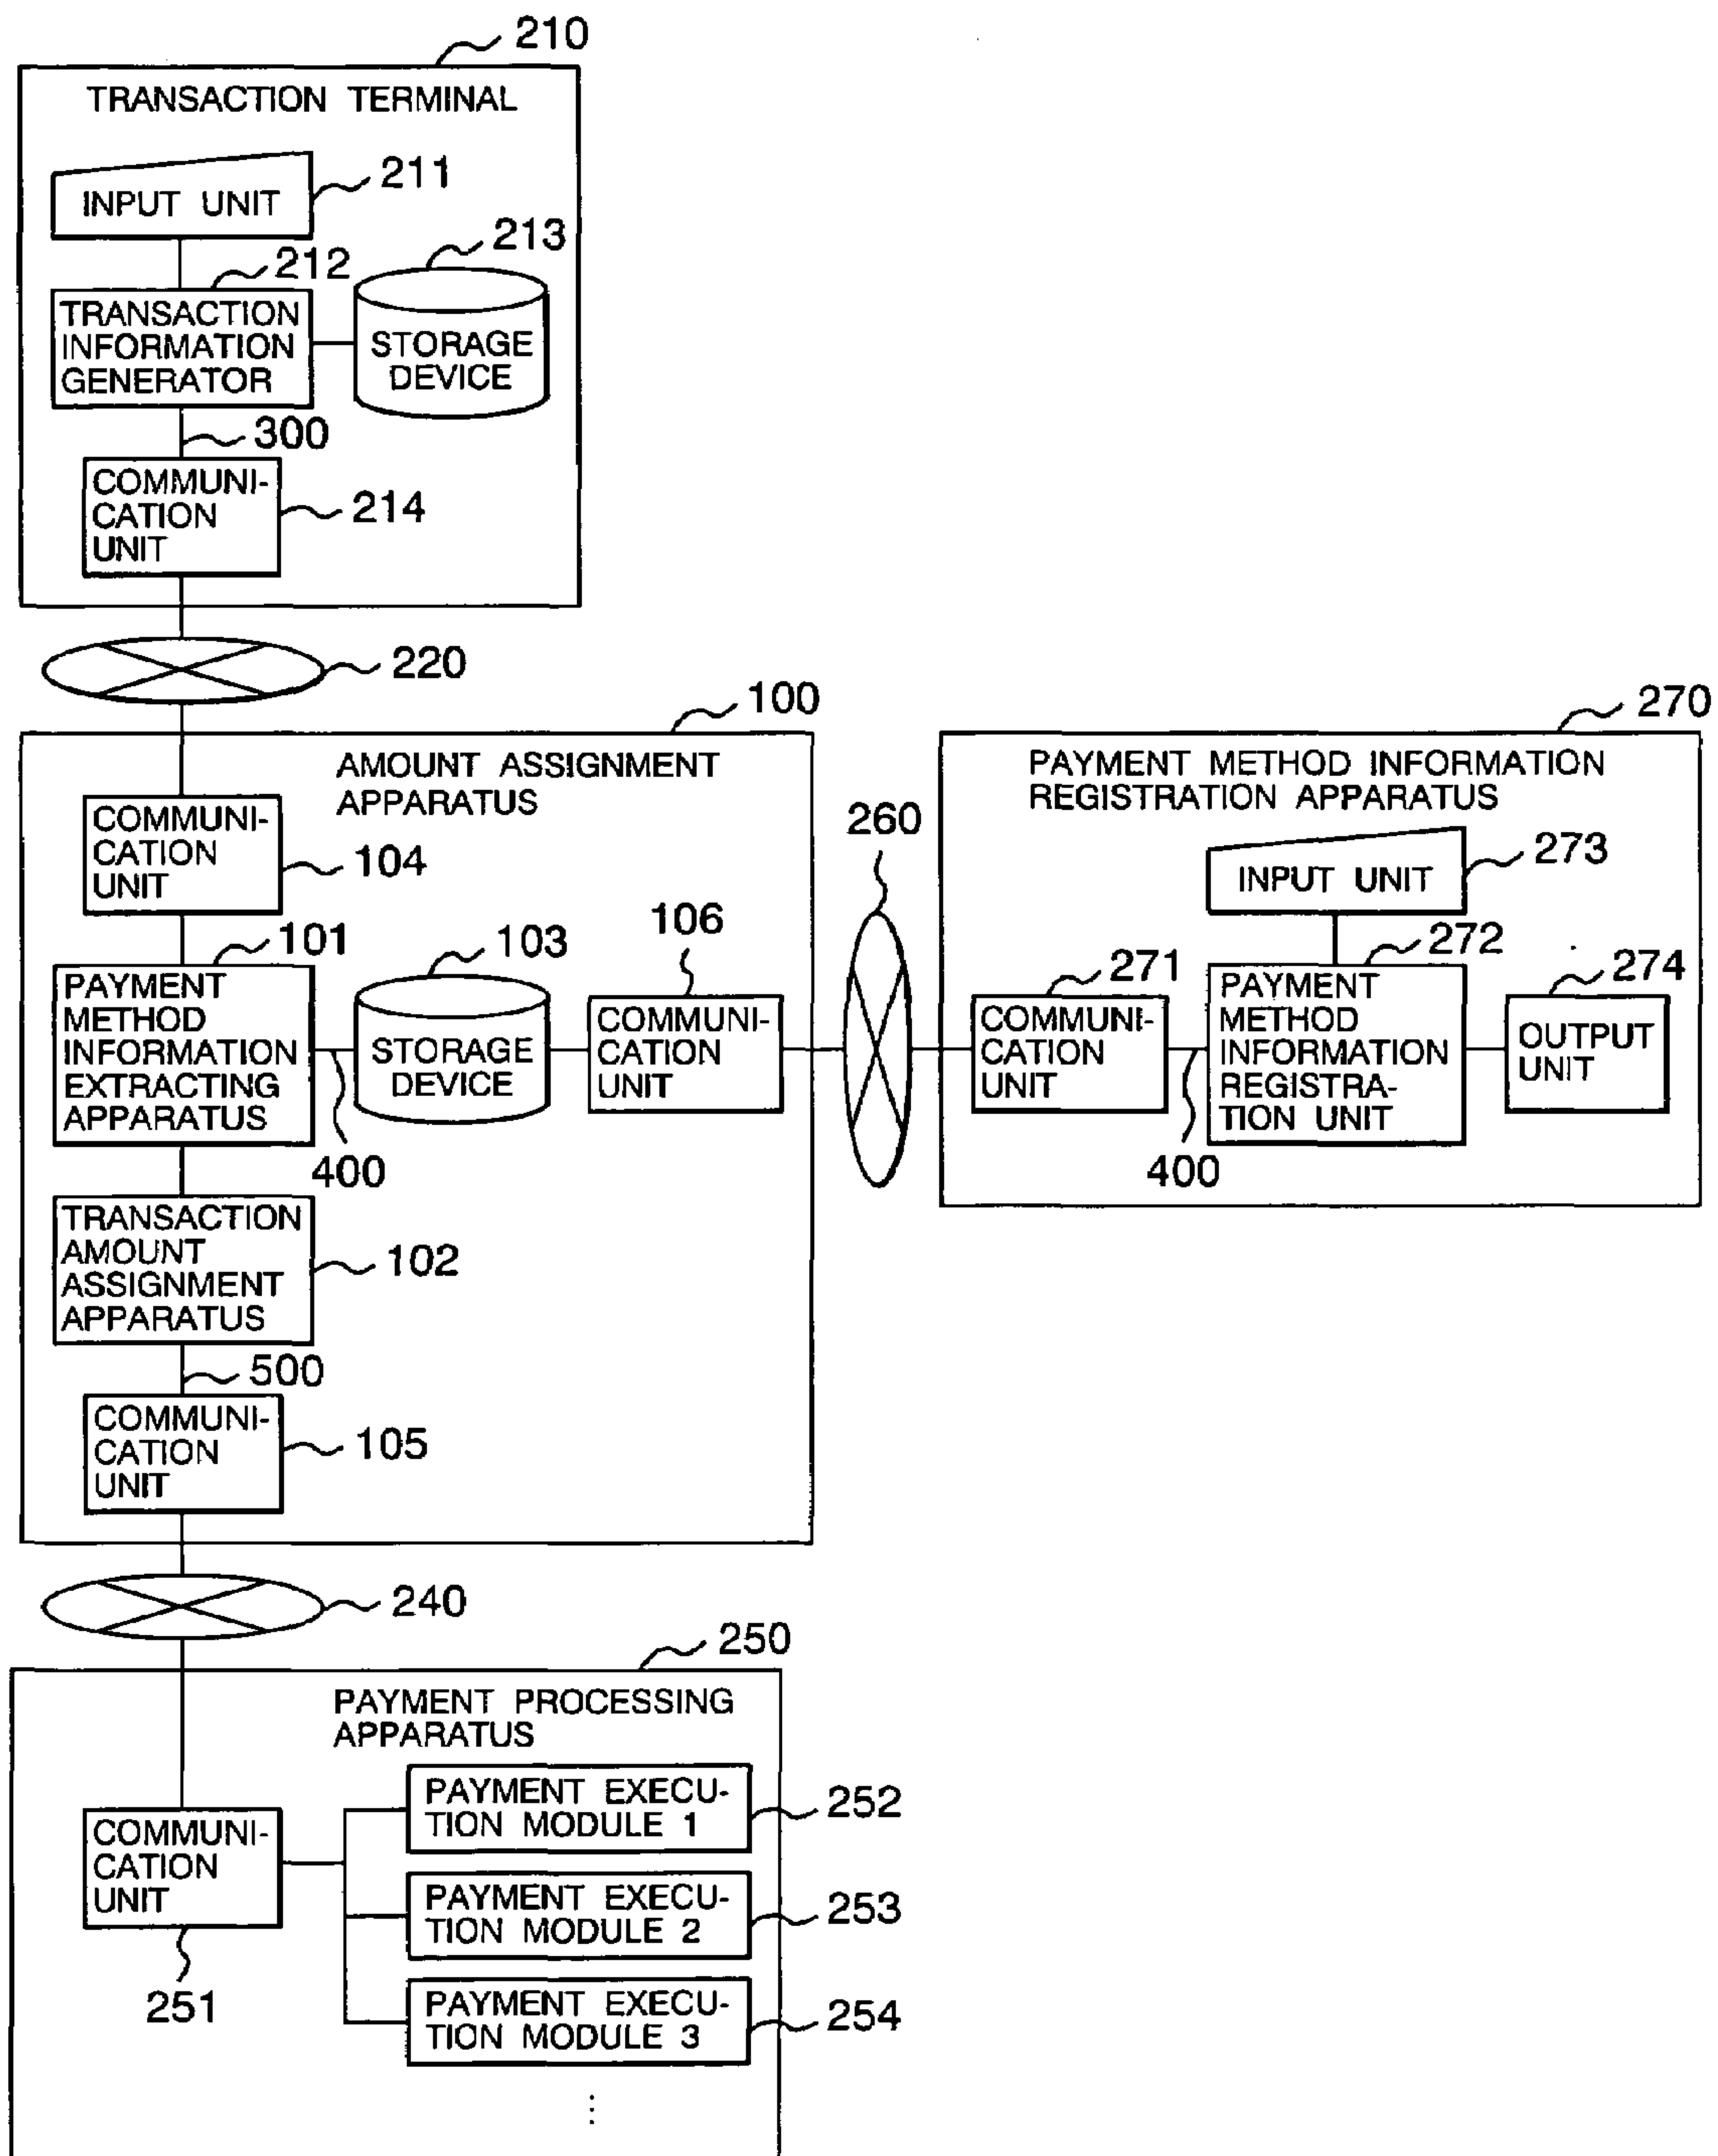 210
TRANSACTION TERMINAL
INPUT UNIT
211
212
213
TRANSACTION
INFORMATION
GENERATOR
STORAGE
DEVICE
300
COMMUNI-
CATION
UNIT
214
220
100
AMOUNT ASSIGNMENT
APPARATUS
COMMUNI-
CATION
UNIT
104
101
PAYMENT
METHOD
INFORMATION
EXTRACTING
APPARATUS
103
STORAGE
DEVICE
400
106
COMMUNI-
CATION
UNIT
TRANSACTION
AMOUNT
ASSIGNMENT
APPARATUS
102
500
COMMUNI-
CATION
UNIT
105
260
270
PAYMENT METHOD INFORMATION
REGISTRATION APPARATUS
INPUT UNIT
273
271
COMMUNI-
CATION
UNIT
400
272
PAYMENT
METHOD
INFORMATION
REGISTRA-
TION UNIT
274
OUTPUT
UNIT
240
250
PAYMENT PROCESSING
APPARATUS
COMMUNI-
CATION
UNIT
251
PAYMENT EXECU-
TION MODULE 1
252
PAYMENT EXECU-
TION MODULE 2
253
PAYMENT EXECU-
TION MODULE 3
254
⋮